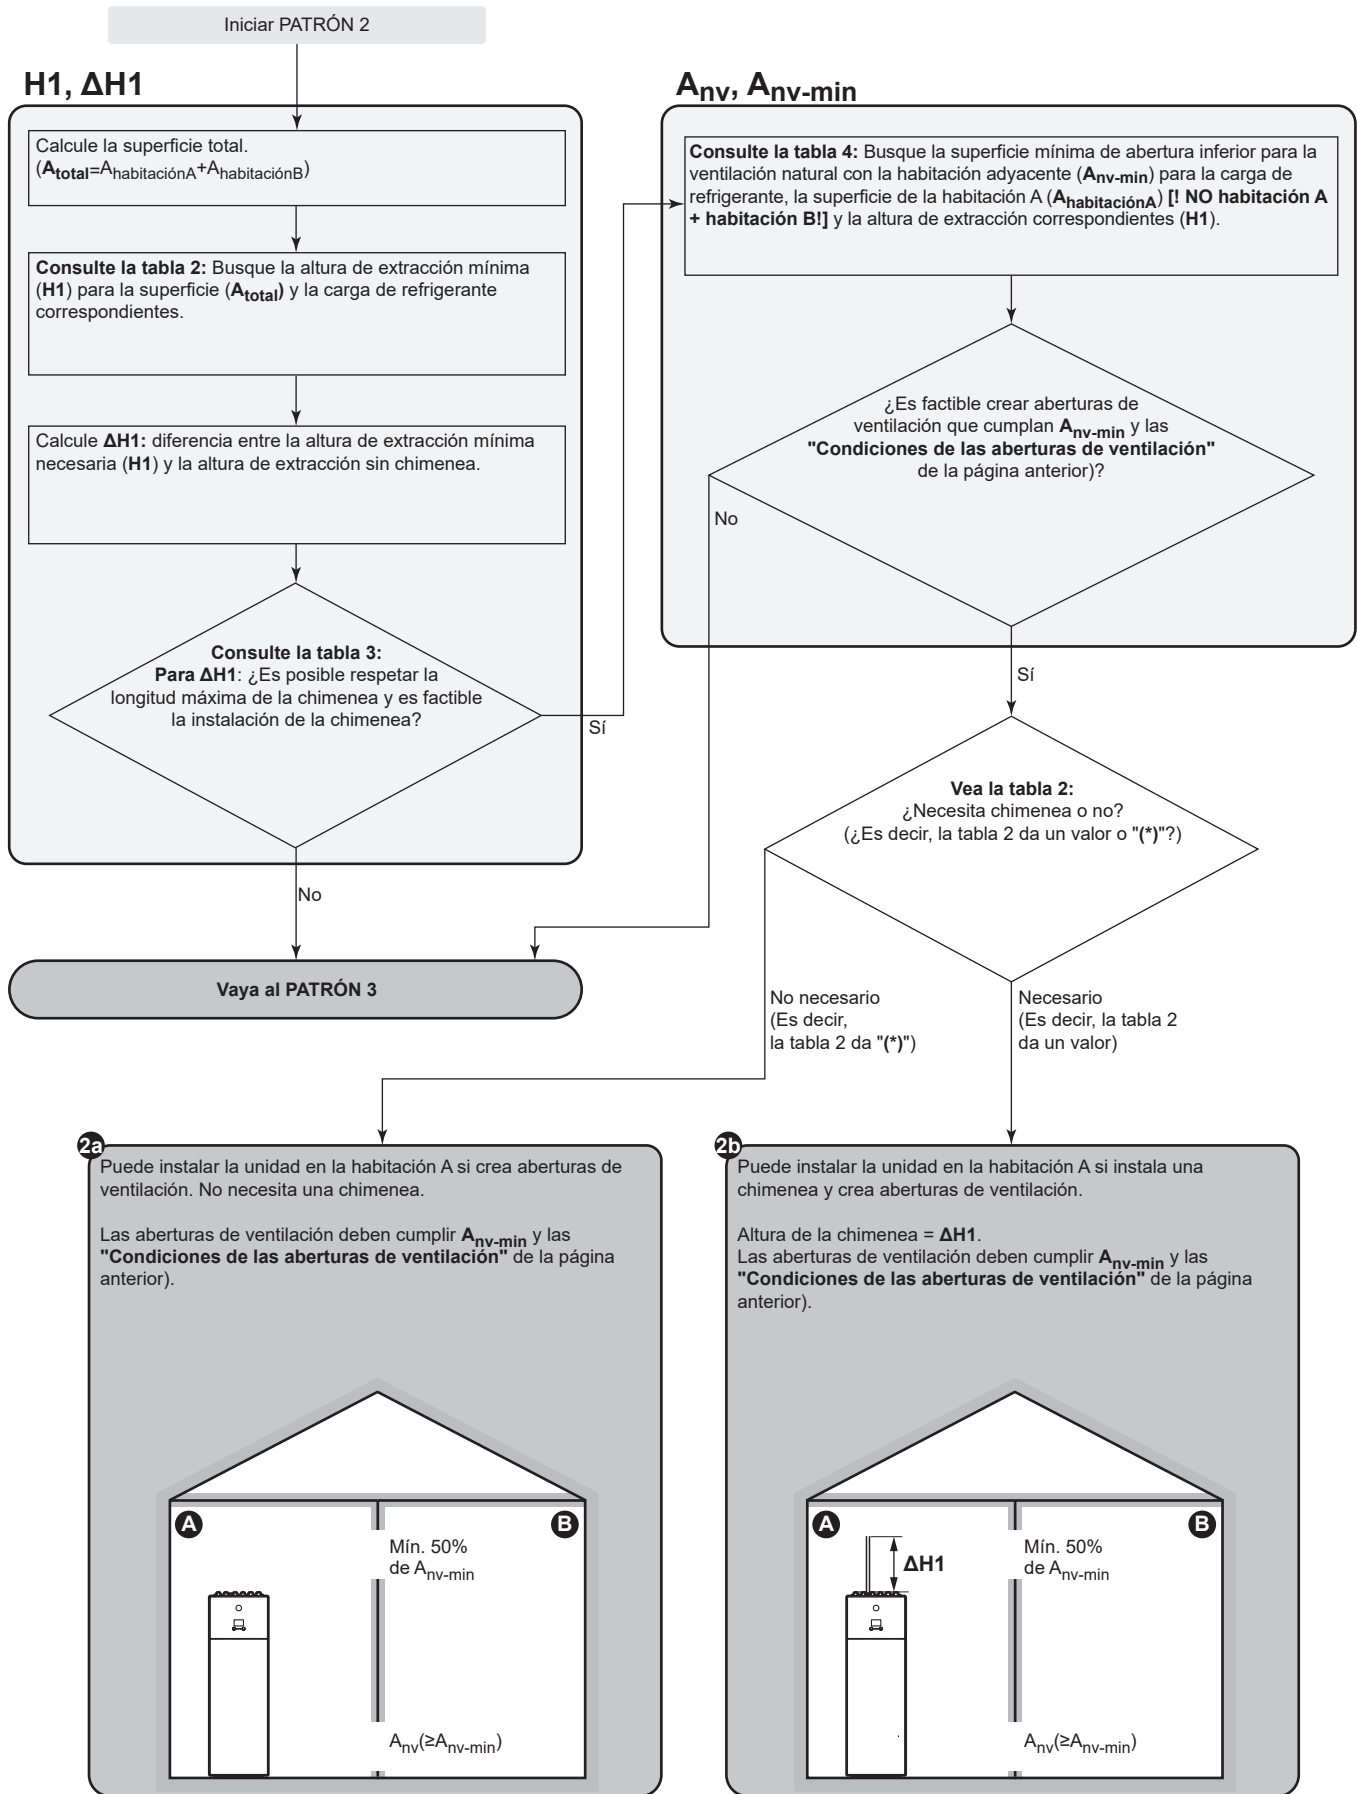 Iniciar PATRÓN 2
H1, ΔH1
Calcule la superficie total.
(Atotal=AhabitaciónA+AhabitaciónB)
Consulte la tabla 2: Busque la altura de extracción mínima
(H1) para la superficie (Atotal) y la carga de refrigerante
correspondientes.
Calcule ΔH1: diferencia entre la altura de extracción mínima
necesaria (H1) y la altura de extracción sin chimenea.
Consulte la tabla 3:
Para ΔH1: ¿Es posible respetar la
longitud máxima de la chimenea y es factible
la instalación de la chimenea?
Sí
No
Vaya al PATRÓN 3
Anv, Anv-min
Consulte la tabla 4: Busque la superficie mínima de abertura inferior para la
ventilación natural con la habitación adyacente (Anv-min) para la carga de
refrigerante, la superficie de la habitación A (AhabitaciónA) [! NO habitación A
+ habitación B!] y la altura de extracción correspondientes (H1).
¿Es factible crear aberturas de
ventilación que cumplan Anv-min y las
"Condiciones de las aberturas de ventilación"
de la página anterior)?
No
Sí
Vea la tabla 2:
¿Necesita chimenea o no?
(¿Es decir, la tabla 2 da un valor o "(*)"?)
No necesario
(Es decir,
la tabla 2 da "(*)")
Necesario
(Es decir, la tabla 2
da un valor)
2a
Puede instalar la unidad en la habitación A si crea aberturas de
ventilación. No necesita una chimenea.
Las aberturas de ventilación deben cumplir Anv-min y las
"Condiciones de las aberturas de ventilación" de la página
anterior).
A
B
Mín. 50%
de Anv-min
Anv(≥Anv-min)
2b
Puede instalar la unidad en la habitación A si instala una
chimenea y crea aberturas de ventilación.
Altura de la chimenea = ΔH1.
Las aberturas de ventilación deben cumplir Anv-min y las
"Condiciones de las aberturas de ventilación" de la página
anterior).
A
B
ΔH1
Mín. 50%
de Anv-min
Anv(≥Anv-min)